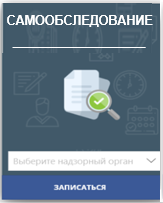 САМООБСЛЕДОВАНИЕ
Выберите надзорный орган
ЗАПИСАТЬСЯ